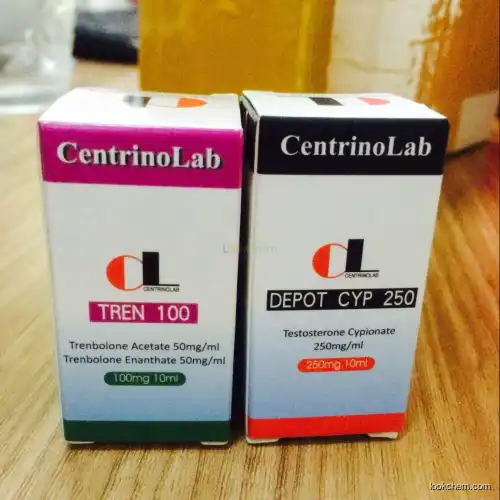 CentrinoLab
CENTRINOLAB
TREN 100
Trenbolone Acetate 50mg/ml
Trenbolone Enanthate 50mg/ml
100mg 10ml
CentrinoLab
CENTRINOLAB
DEPOT CYP 250
Testosterone Cypionate
250mg/ml
250mg 10ml
lookchem.com